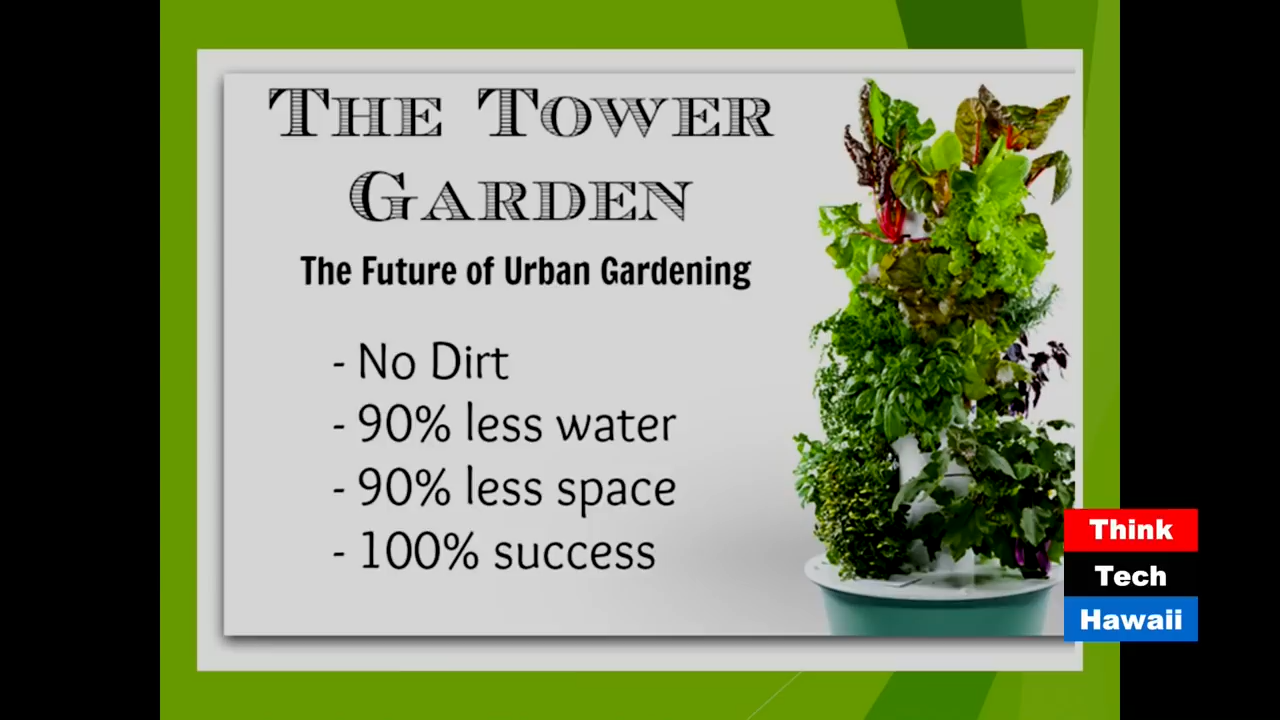 The Tower
Garden
The Future of Urban Gardening
- No Dirt
- 90% less water
- 90% less space
- 100% success
Think
Tech
Hawaii